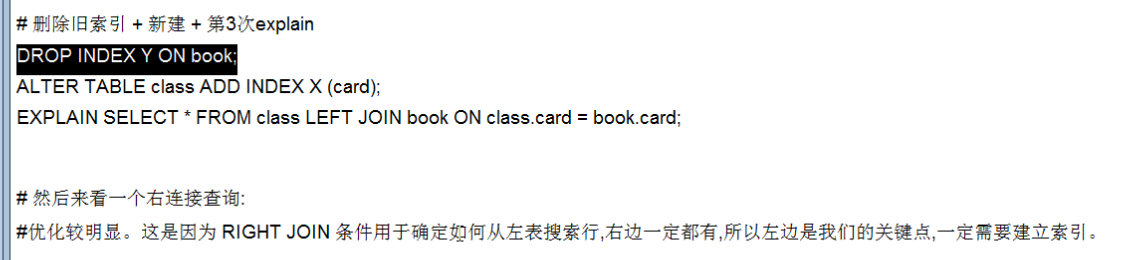 # 删除旧索引 + 新建 + 第3次explain
DROP INDEX Y ON book;
ALTER TABLE class ADD INDEX X (card);
EXPLAIN SELECT * FROM class LEFT JOIN book ON class.card = book.card;
# 然后来看一个右连接查询:
#优化较明显。这是因为 RIGHT JOIN 条件用于确定如何从左表搜索行,右边一定都有,所以左边是我们的关键点,一定需要建立索引。